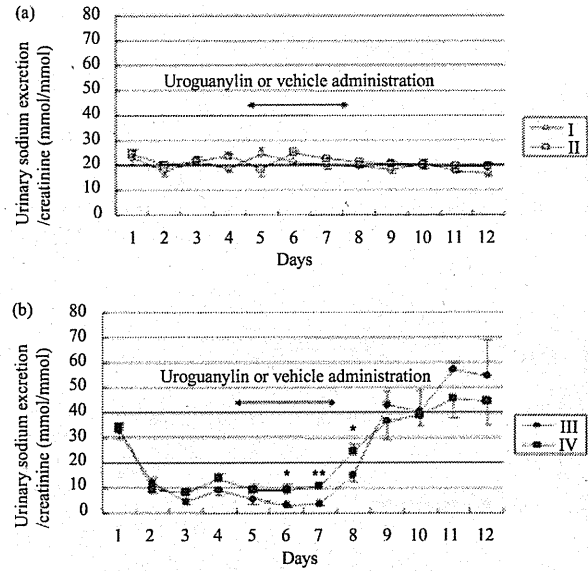 (a)
Urinary sodium excretion
/creatinine (mmol/mmol)
80
70
60
50
40
30
20
10
0
Uroguanylin or vehicle administration
I
II
1 2 3 4 5 6 7 8 9 10 11 12
Days
(b)
Urinary sodium excretion
/creatinine (mmol/mmol)
80
70
60
50
40
30
20
10
0
Uroguanylin or vehicle administration
* ** *
III
IV
1 2 3 4 5 6 7 8 9 10 11 12
Days